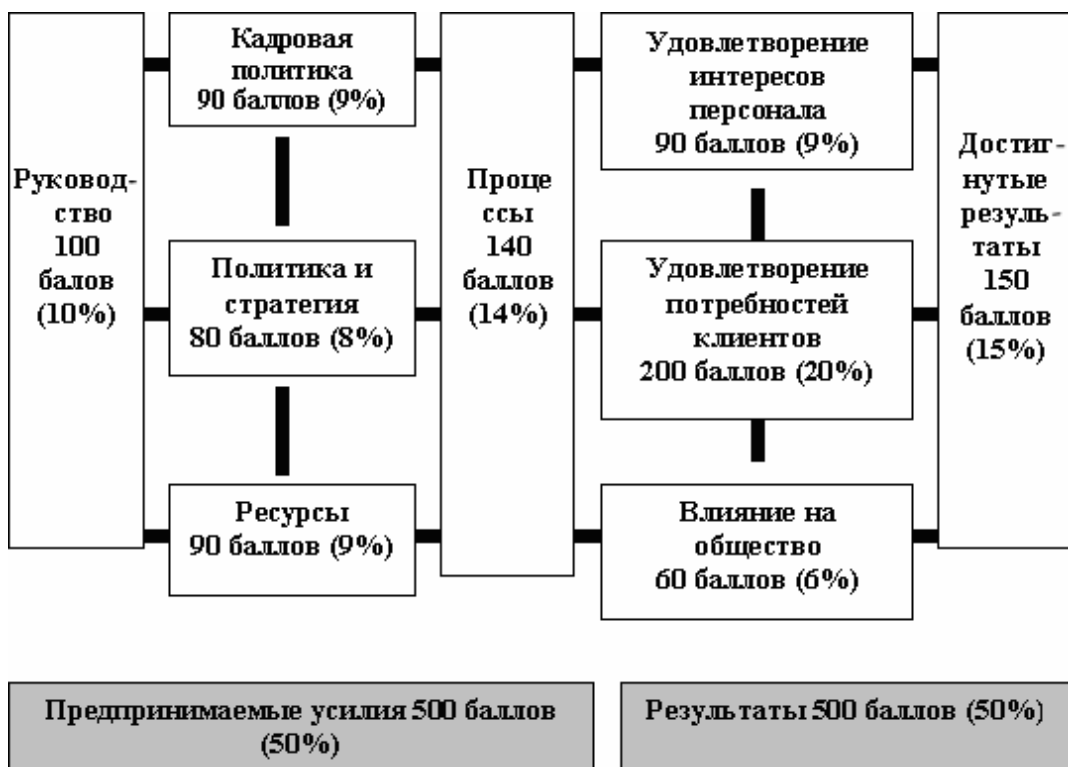 Руковод-
ство
100
балов
(10%)
Кадровая
политика
90 баллов (9%)
Политика и
стратегия
80 баллов (8%)
Ресурсы
90 баллов (9%)
Проце
ссы
140
баллов
(14%)
Удовлетворение
интересов
персонала
90 баллов (9%)
Удовлетворение
потребностей
клиентов
200 баллов (20%)
Влияние на
общество
60 баллов (6%)
Достиг-
нутые
резуль-
таты
150
баллов
(15%)
Предпринимаемые усилия 500 баллов
(50%)
Результаты 500 баллов (50%)